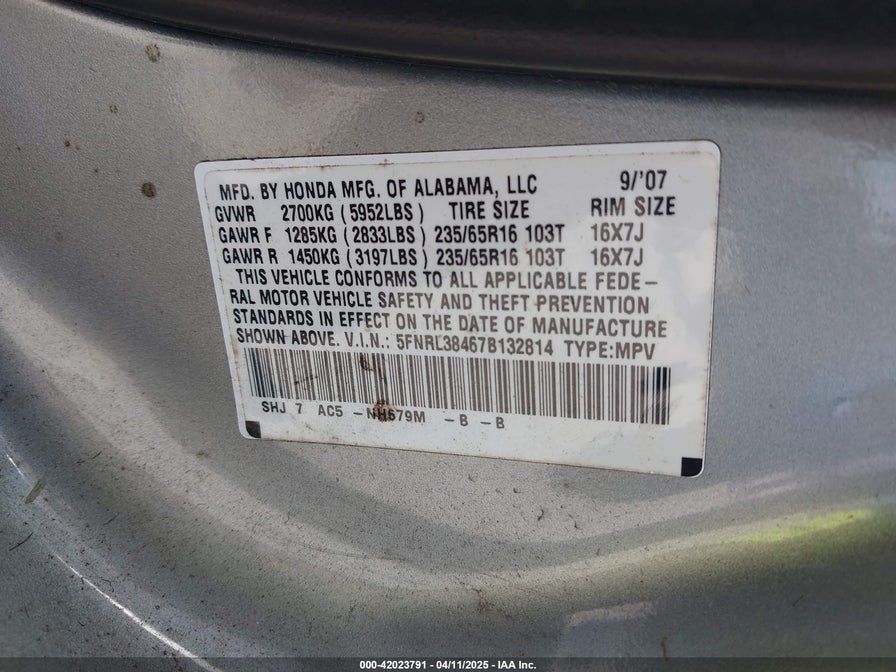 MFD. BY HONDA MFG. OF ALABAMA, LLC 9/'07
GVWR 2700KG (5952LBS) TIRE SIZE RIM SIZE
GAWR F 1285KG (2833LBS) 235/65R16 103T 16X7J
GAWR R 1450KG (3197LBS) 235/65R16 103T 16X7J
THIS VEHICLE CONFORMS TO ALL APPLICABLE FEDE-
RAL MOTOR VEHICLE SAFETY AND THEFT PREVENTION
STANDARDS IN EFFECT ON THE DATE OF MANUFACTURE
SHOWN ABOVE. V.I.N.: 5FNRL38467B132814 TYPE:MPV
SHJ 7 AC5 -NH679M -B -B
000-42023791 - 04/11/2025 - IAA Inc.